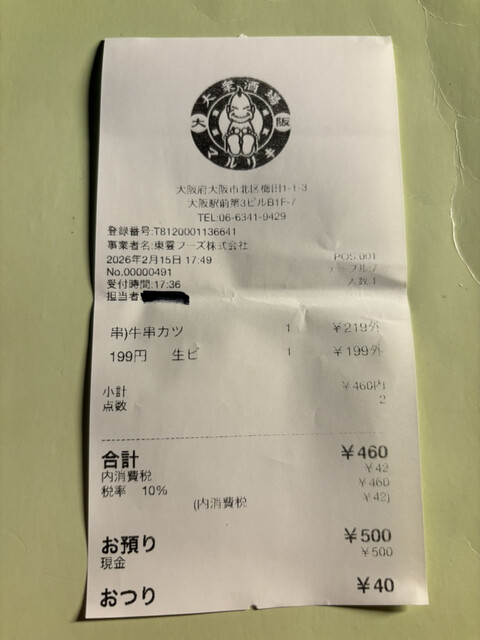 大衆酒場
大 阪
マルリキ
大阪府大阪市北区梅田1-1-3
大阪駅前第3ビルB1F-7
TEL:06-6341-9429
登録番号:T8120001136641
事業者名:東雲フーズ株式会社
2026年2月15日 17:49 POS:001
No.00000491 テーブル7
受付時間:17:36 人数1
担当者
串)牛串カツ 1 ¥219外
199円 生ビ 1 ¥199外
小計 ¥460内
点数 2
合計 ¥460
内消費税 ¥42
税率 10% ¥460
(内消費税 ¥42)
お預り ¥500
現金 ¥500
おつり ¥40